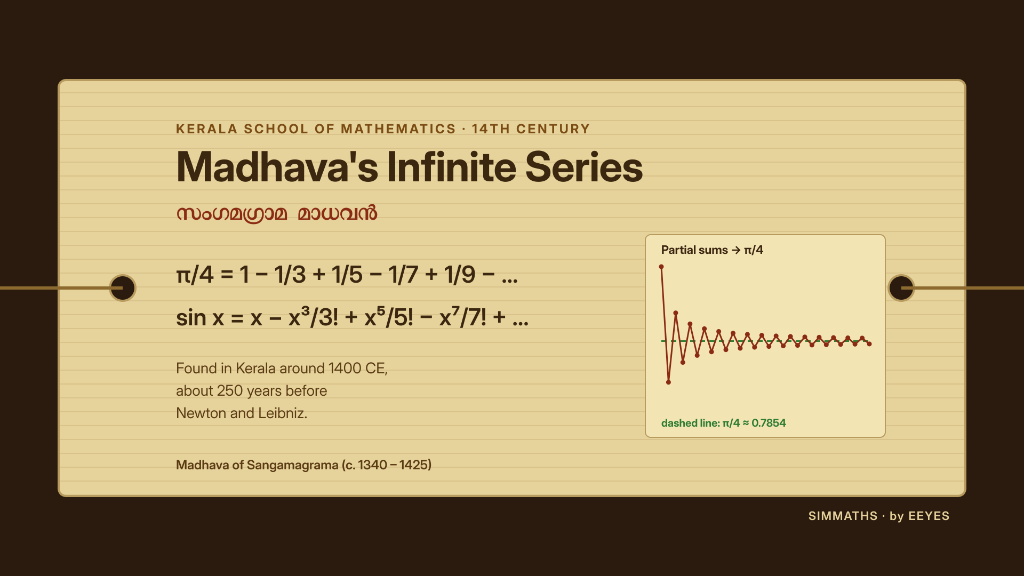 KERALA SCHOOL OF MATHEMATICS · 14TH CENTURY
Madhava's Infinite Series
സംഗമഗ്രാമ മാധവൻ
π/4 = 1 − 1/3 + 1/5 − 1/7 + 1/9 − …
sin x = x − x³/3! + x⁵/5! − x⁷/7! + …
Found in Kerala around 1400 CE,
about 250 years before
Newton and Leibniz.
Madhava of Sangamagrama (c. 1340 – 1425)
Partial sums → π/4
dashed line: π/4 ≈ 0.7854
SIMMATHS · by EEYES